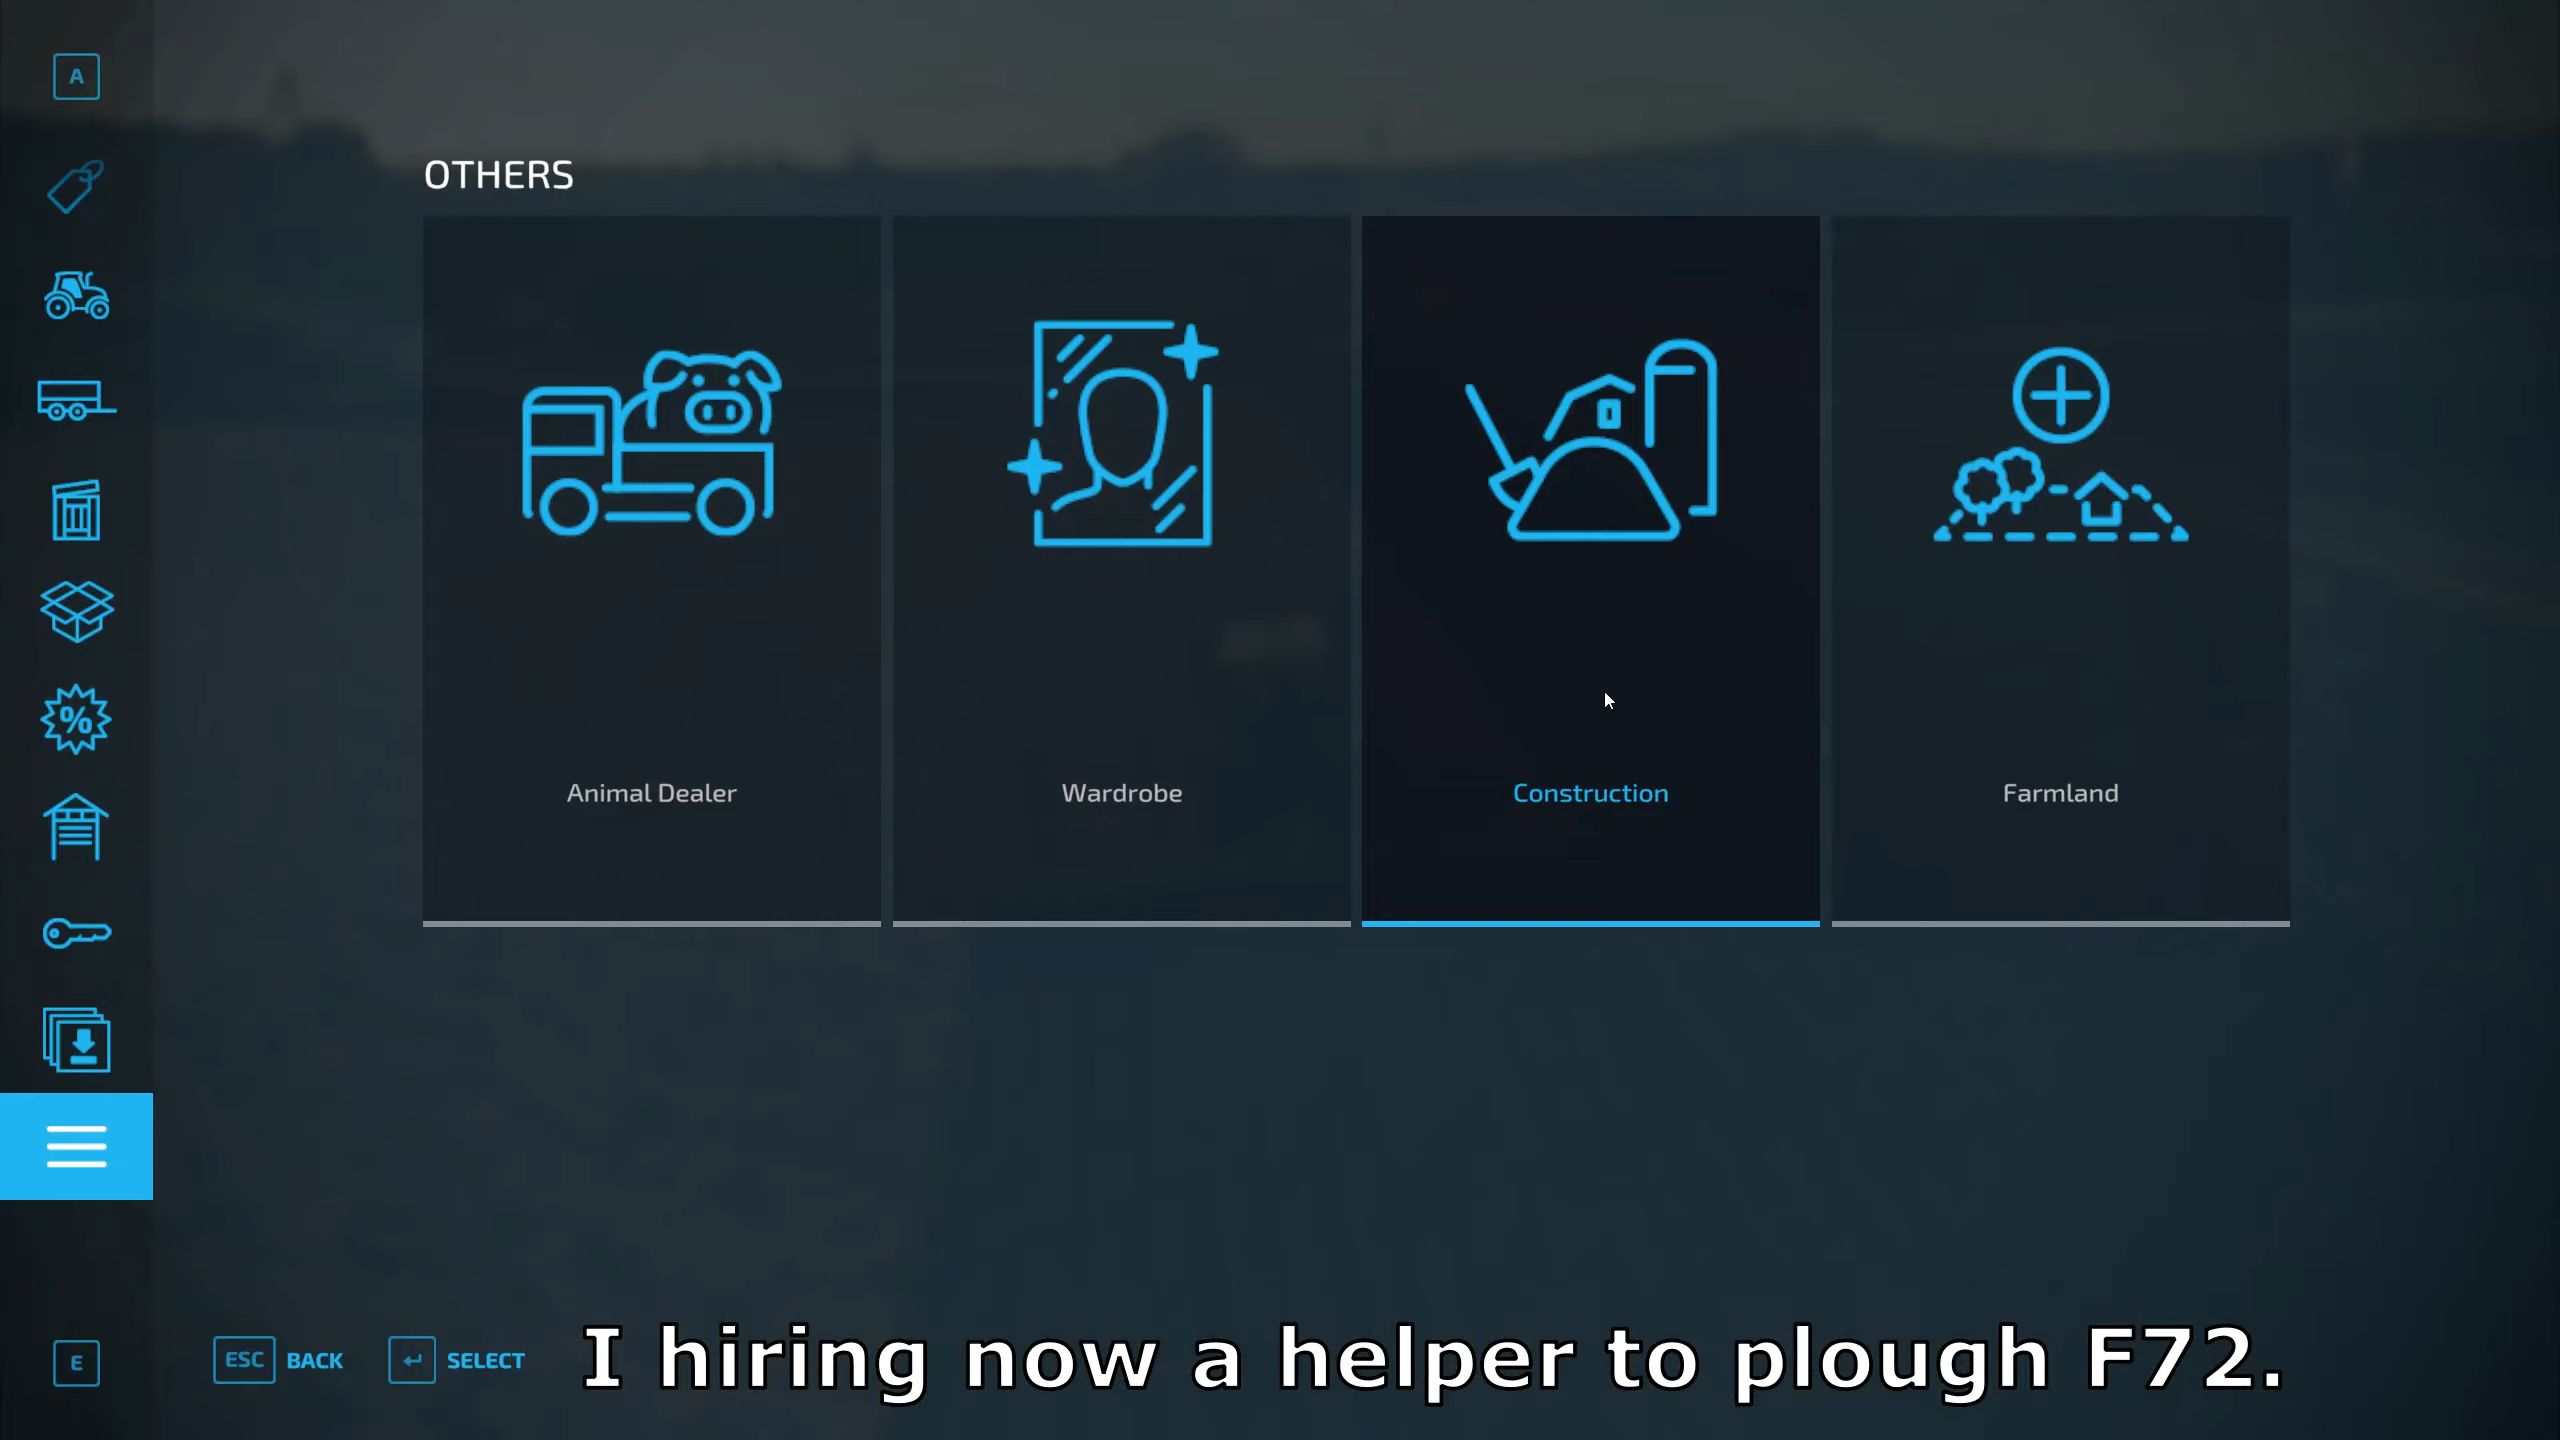 A
OTHERS
%
Animal Dealer
Wardrobe
Construction
Farmland
E
ESC BACK
SELECT
I hiring now a helper to plough F72.